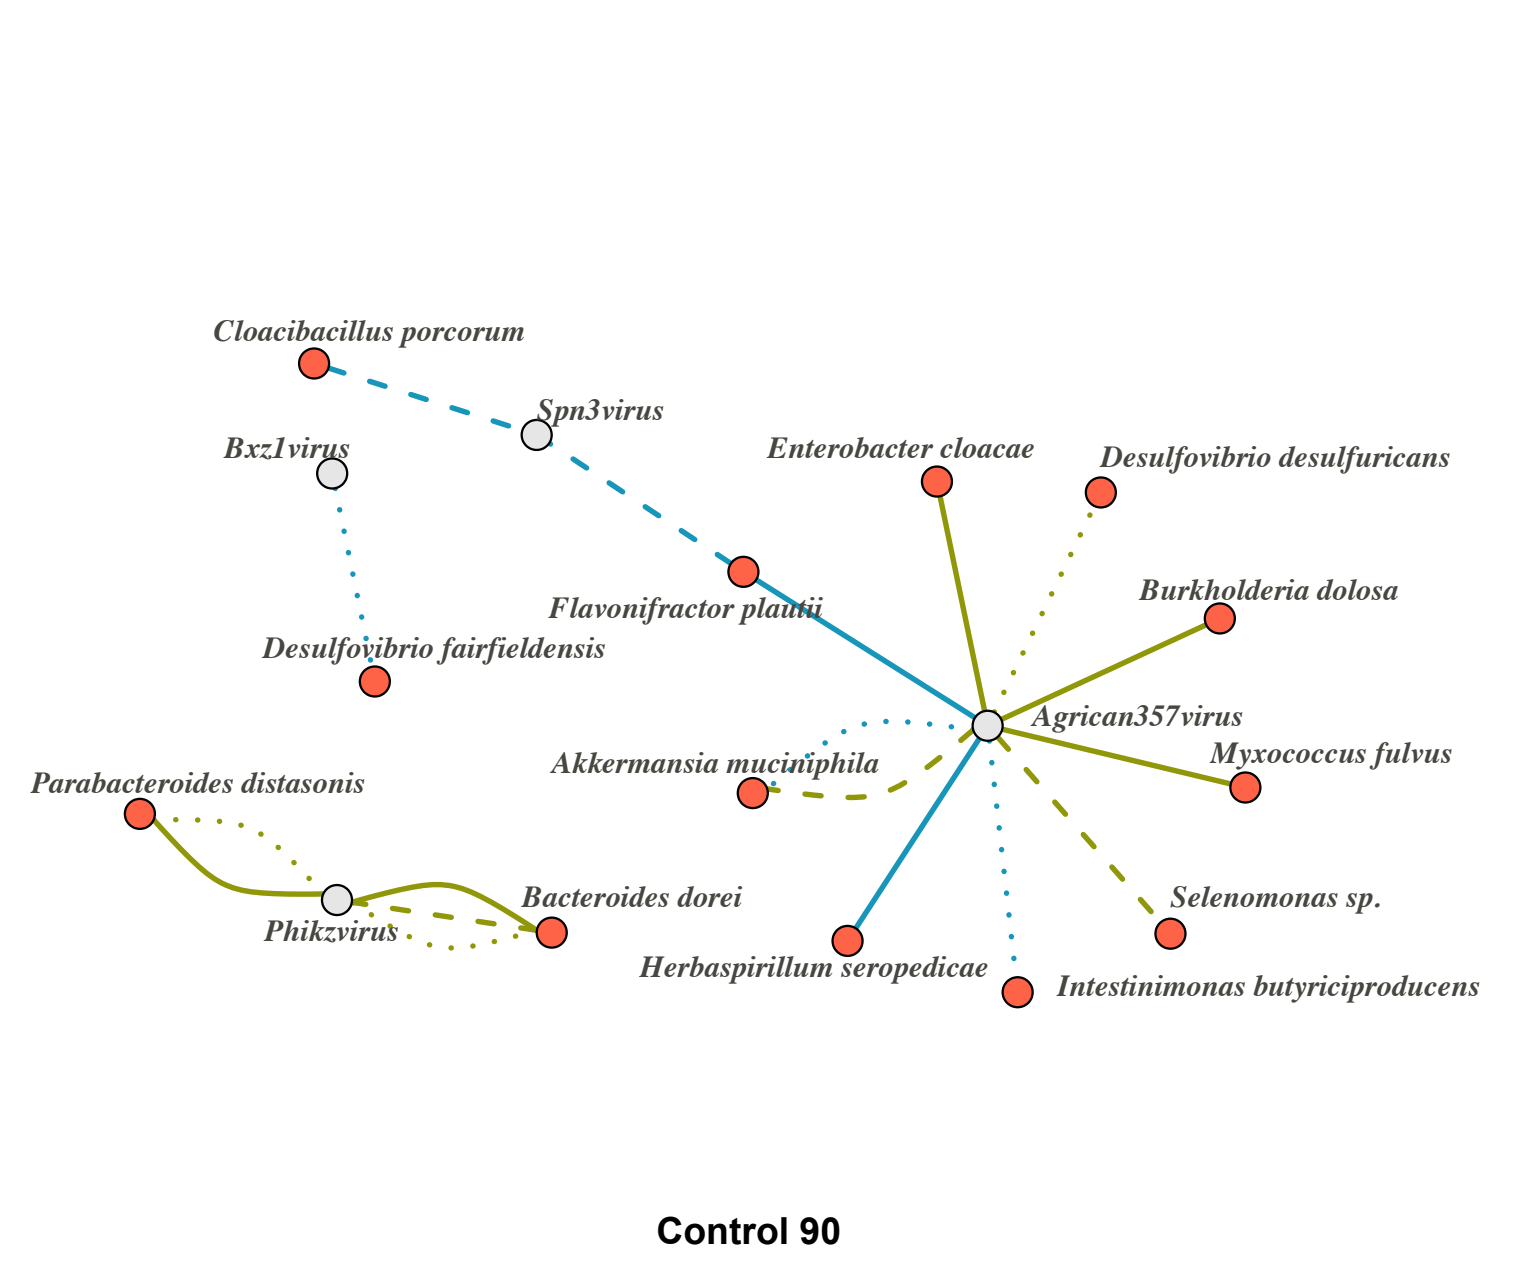 Cloacibacillus porcorum
Spn3virus
Bxz1virus
Enterobacter cloacae
Desulfovibrio desulfuricans
Burkholderia dolosa
Flavonifractor plautii
Desulfovibrio fairfieldensis
Agrican357virus
Myxococcus fulvus
Akkermansia muciniphila
Parabacteroides distasonis
Bacteroides dorei
Selenomonas sp.
Phikzvirus
Herbaspirillum seropedicae
Intestinimonas butyriciproducens
Control 90